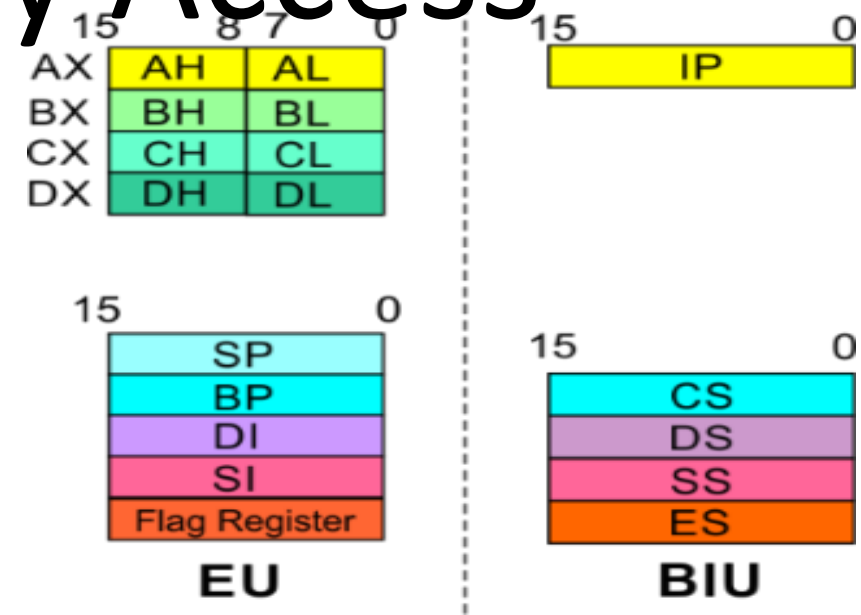 y Access
15 8 7 0
AX AH AL
BX BH BL
CX CH CL
DX DH DL
15 0
SP
BP
DI
SI
Flag Register
EU
15 0
IP
15 0
CS
DS
SS
ES
BIU